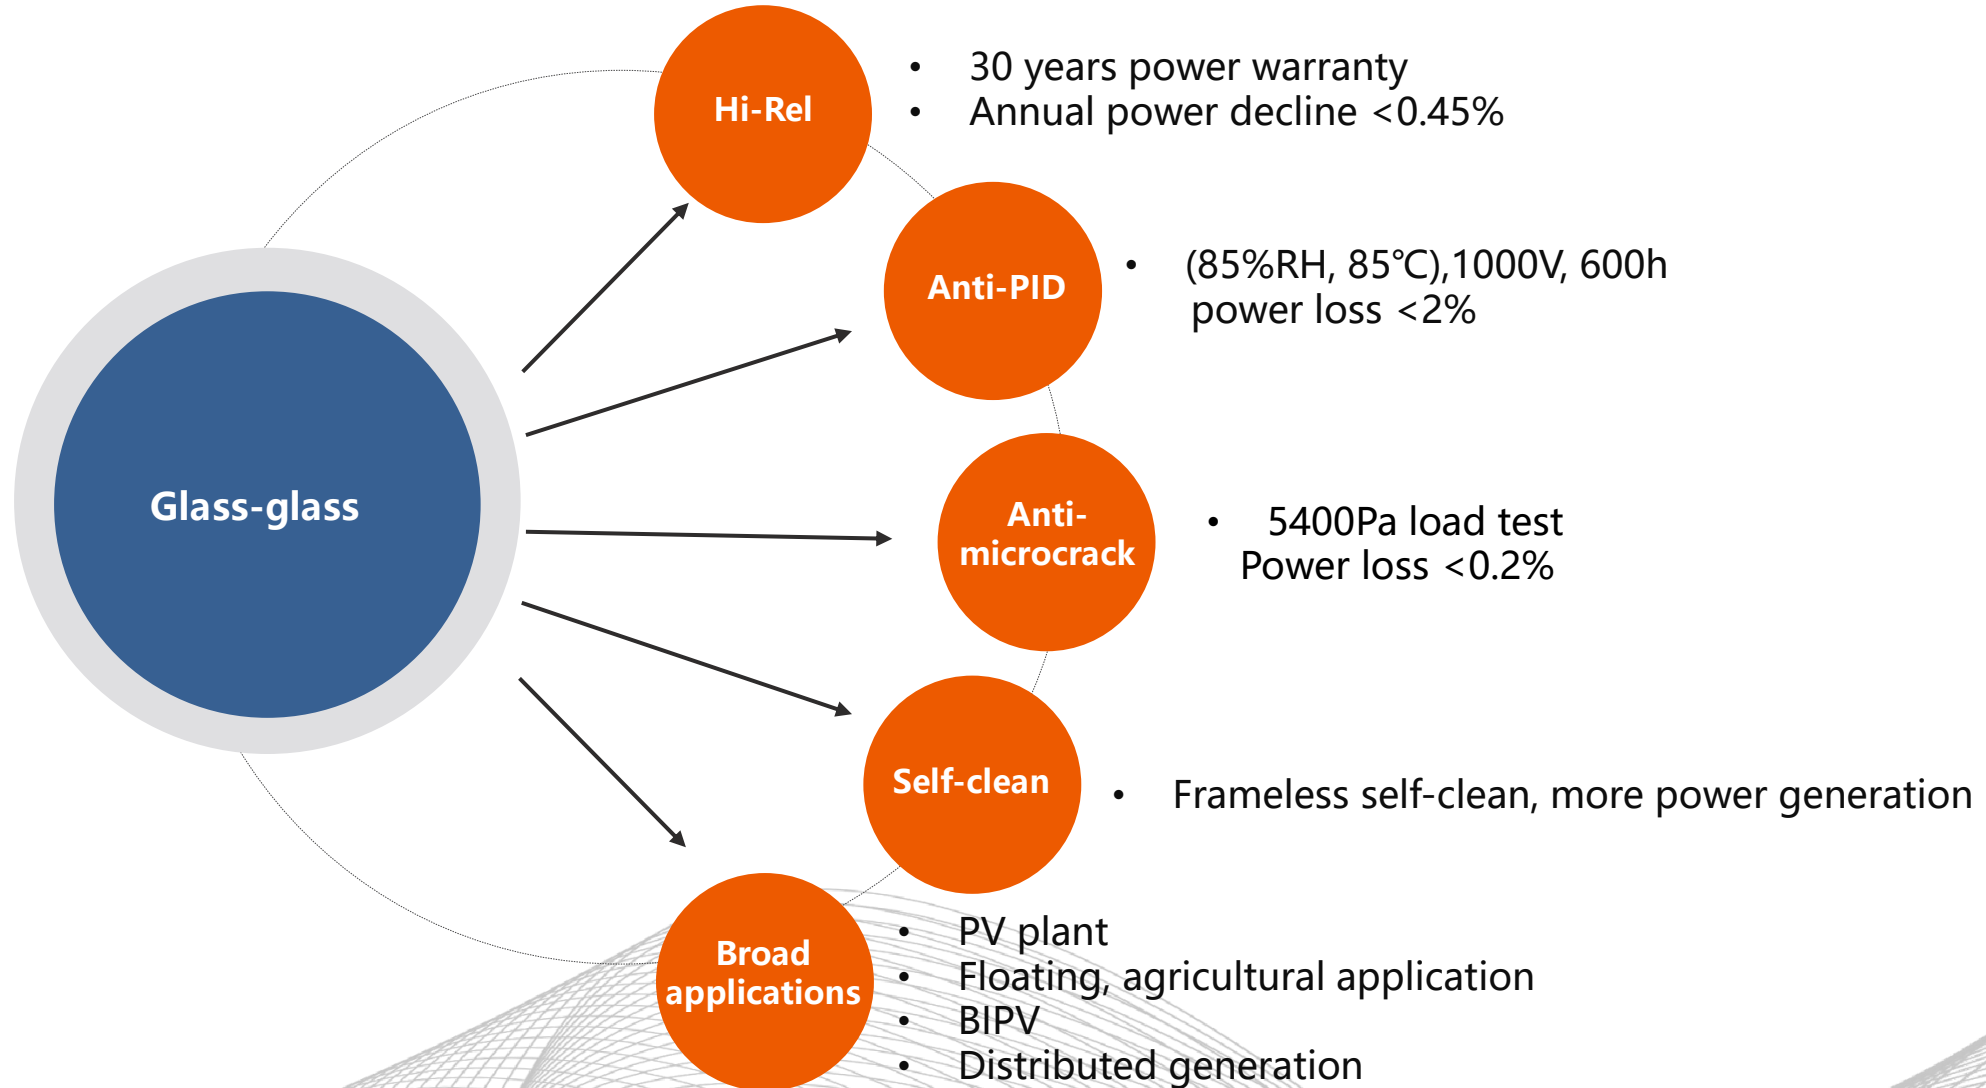 Glass-glass
Hi-Rel
• 30 years power warranty
• Annual power decline <0.45%
Anti-PID
• (85%RH, 85℃),1000V, 600h
power loss <2%
Anti-
microcrack
• 5400Pa load test
Power loss <0.2%
Self-clean
• Frameless self-clean, more power generation
Broad
applications
• PV plant
• Floating, agricultural application
• BIPV
• Distributed generation